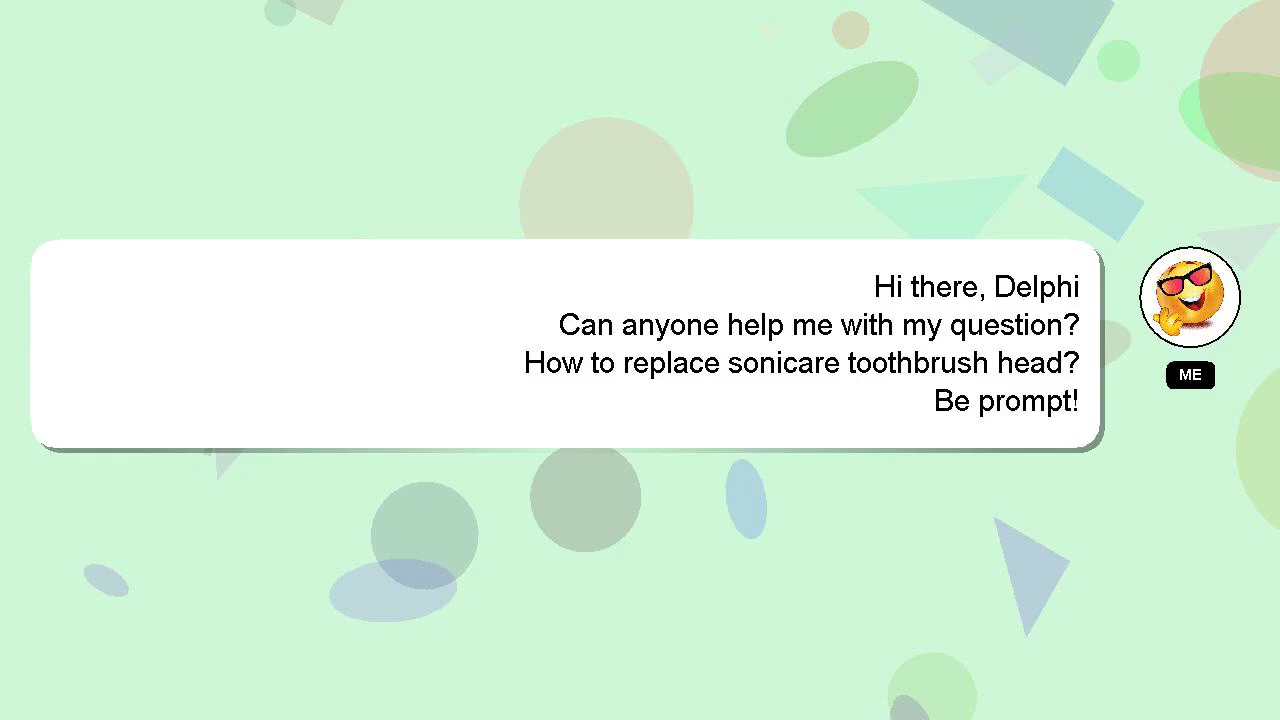 Hi there, Delphi
Can anyone help me with my question?
How to replace sonicare toothbrush head?
Be prompt!
ME